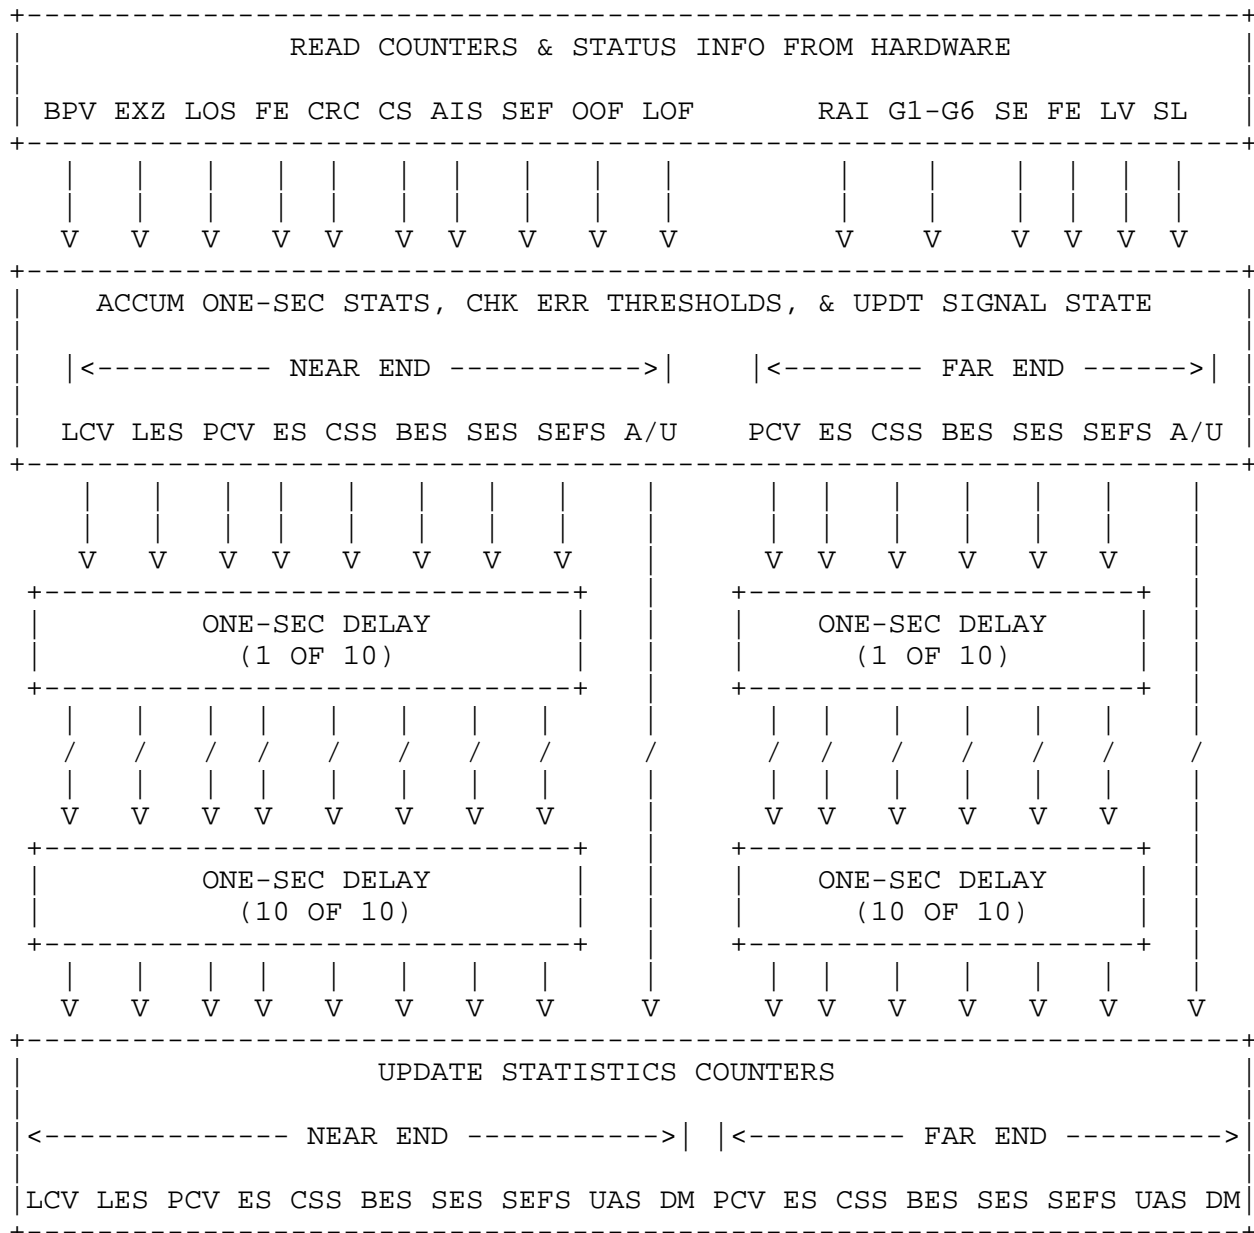 READ COUNTERS & STATUS INFO FROM HARDWARE
BPV EXZ LOS FE CRC CS AIS SEF OOF LOF RAI G1-G6 SE FE LV SL
V V V V V V V V V V V V V V V V
ACCUM ONE-SEC STATS, CHK ERR THRESHOLDS, & UPDT SIGNAL STATE
|<---------- NEAR END ----------->| |<-------- FAR END ------>|
LCV LES PCV ES CSS BES SES SEFS A/U PCV ES CSS BES SES SEFS A/U
V V V V V V V V V V V V V V
ONE-SEC DELAY ONE-SEC DELAY
(1 OF 10) (1 OF 10)
/ / / / / / / / / / / / / / / /
V V V V V V V V V V V V V V
ONE-SEC DELAY ONE-SEC DELAY
(10 OF 10) (10 OF 10)
V V V V V V V V V V V V V V V V
UPDATE STATISTICS COUNTERS
|<--------------- NEAR END ----------->| |<--------- FAR END --------->|
LCV LES PCV ES CSS BES SES SEFS UAS DM PCV ES CSS BES SES SEFS UAS DM